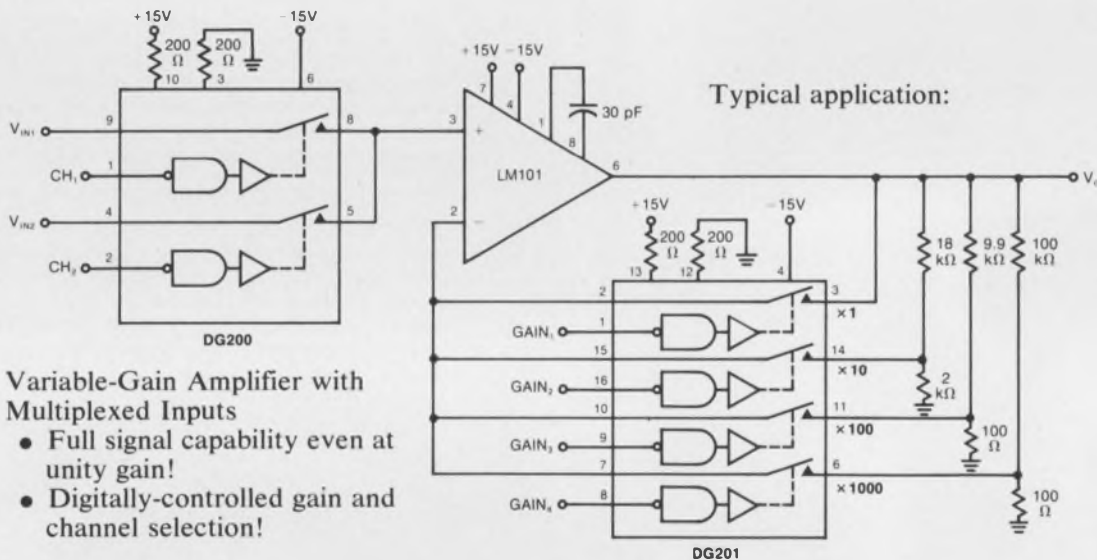 +15V
-15V
200
Ω
200
Ω
10
3
6
V_IN1
9
8
CH₁
1
V_IN2
4
5
CH₂
2
DG200
+15V
-15V
7
4
1
30 pF
8
3
+
LM101
6
2
−
Typical application:
+15V
-15V
200
Ω
200
Ω
13
12
4
18
kΩ
9.9
kΩ
100
kΩ
2
3
×1
GAIN₁
1
15
14
×10
GAIN₂
16
2
kΩ
10
11
×100
GAIN₃
9
100
Ω
7
6
×1000
GAIN₄
8
100
Ω
DG201
Variable-Gain Amplifier with
Multiplexed Inputs
● Full signal capability even at
unity gain!
● Digitally-controlled gain and
channel selection!